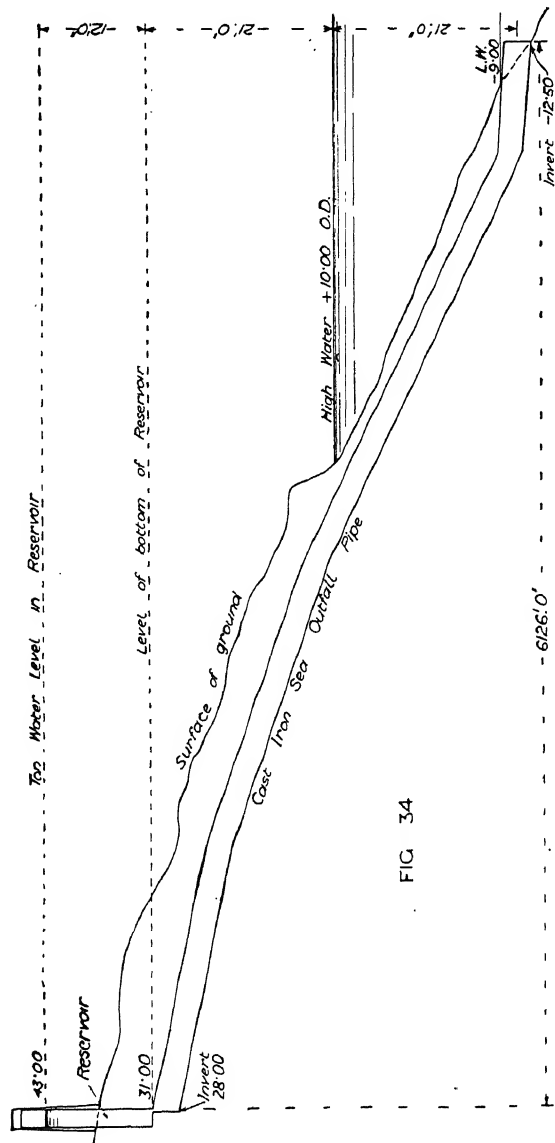 43·00
Top Water Level in Reservoir
12'.0"
Reservoir
31·00
Level of bottom of Reservoir
21'.0"
Invert
28·00
Surface of ground
High Water +10·00 O.D.
21'.0"
Cast Iron Sea Outfall Pipe
L.W.
-9·00
Invert -12·50
FIG 34
6126'.0"